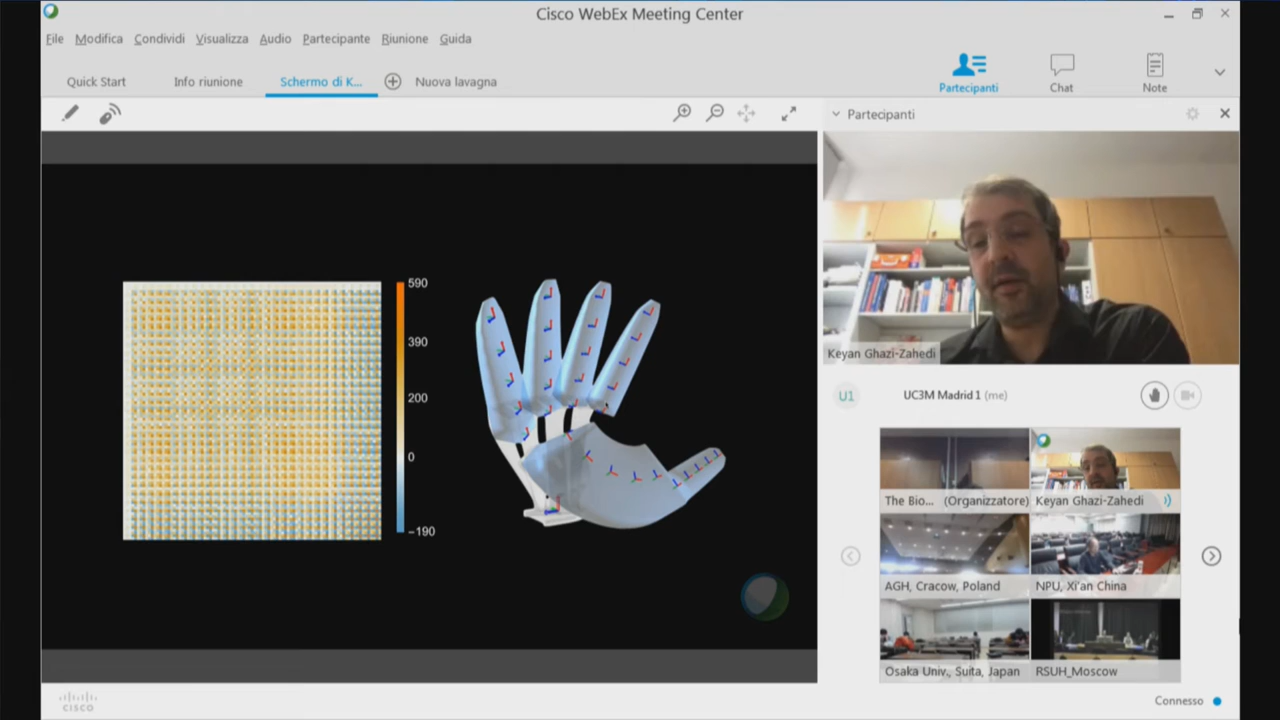 Cisco WebEx Meeting Center
File Modifica Condividi Visualizza Audio Partecipante Riunione Guida
Quick Start Info riunione Schermo di K... Nuova lavagna
Partecipanti Chat Note
Partecipanti
590
390
200
0
−190
Keyan Ghazi-Zahedi
U1 UC3M Madrid 1 (me)
The Bio... (Organizzatore) Keyan Ghazi-Zahedi
AGH, Cracow, Poland NPU, Xi'an China
Osaka Univ., Suita, Japan RSUH_Moscow
CISCO
Connesso